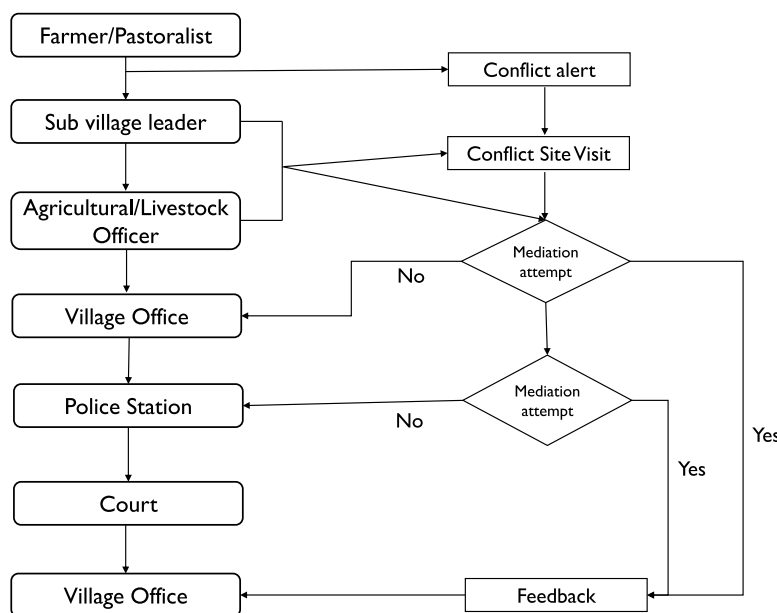 Farmer/Pastoralist
Conflict alert
Sub village leader
Conflict Site Visit
Agricultural/Livestock
Officer
Mediation
attempt
No
Village Office
Mediation
attempt
Police Station
No
Yes
Yes
Court
Village Office
Feedback